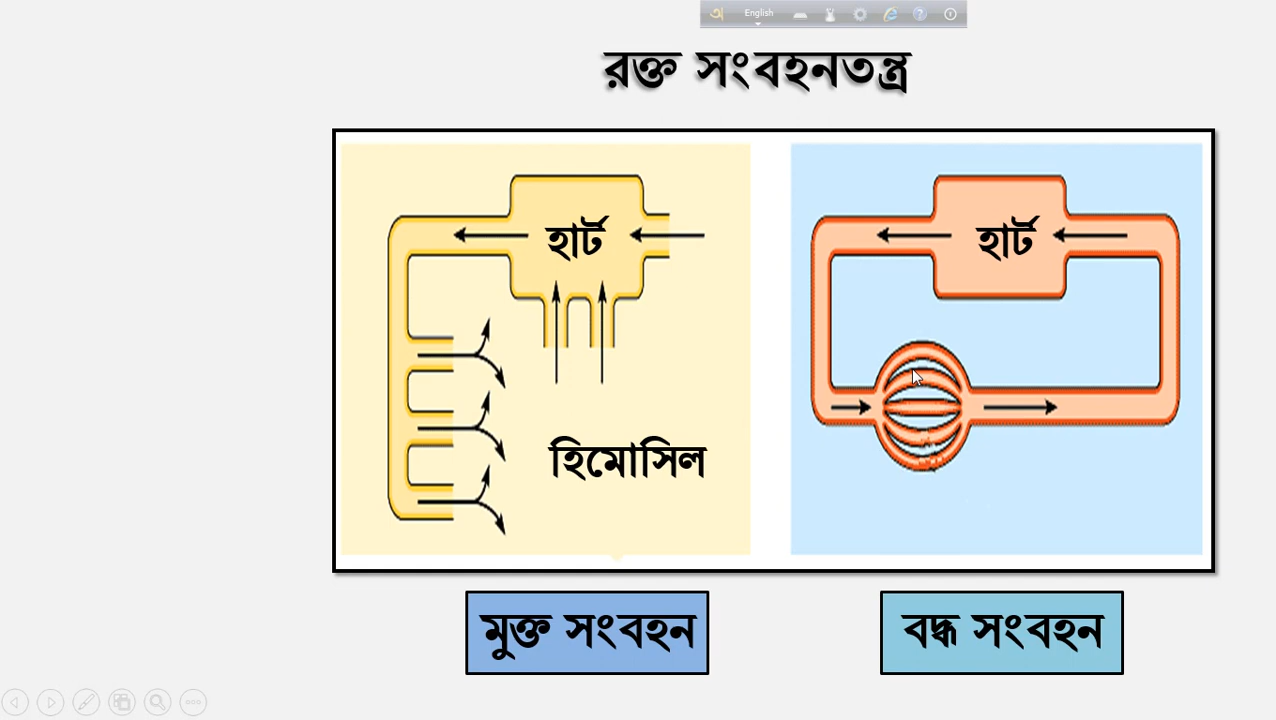 অ English
রক্ত সংবহনতন্ত্র
হার্ট
হার্ট
হিমোসিল
মুক্ত সংবহন
বদ্ধ সংবহন